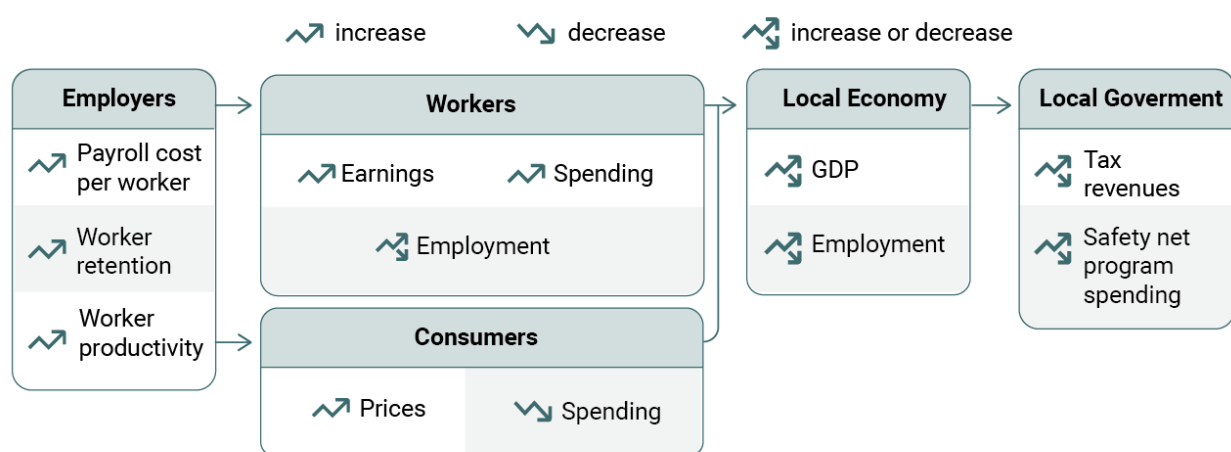 increase
decrease
increase or decrease
Employers
Payroll cost
per worker
Worker
retention
Worker
productivity
Workers
Earnings
Spending
Employment
Consumers
Prices
Spending
Local Economy
GDP
Employment
Local Goverment
Tax
revenues
Safety net
program
spending